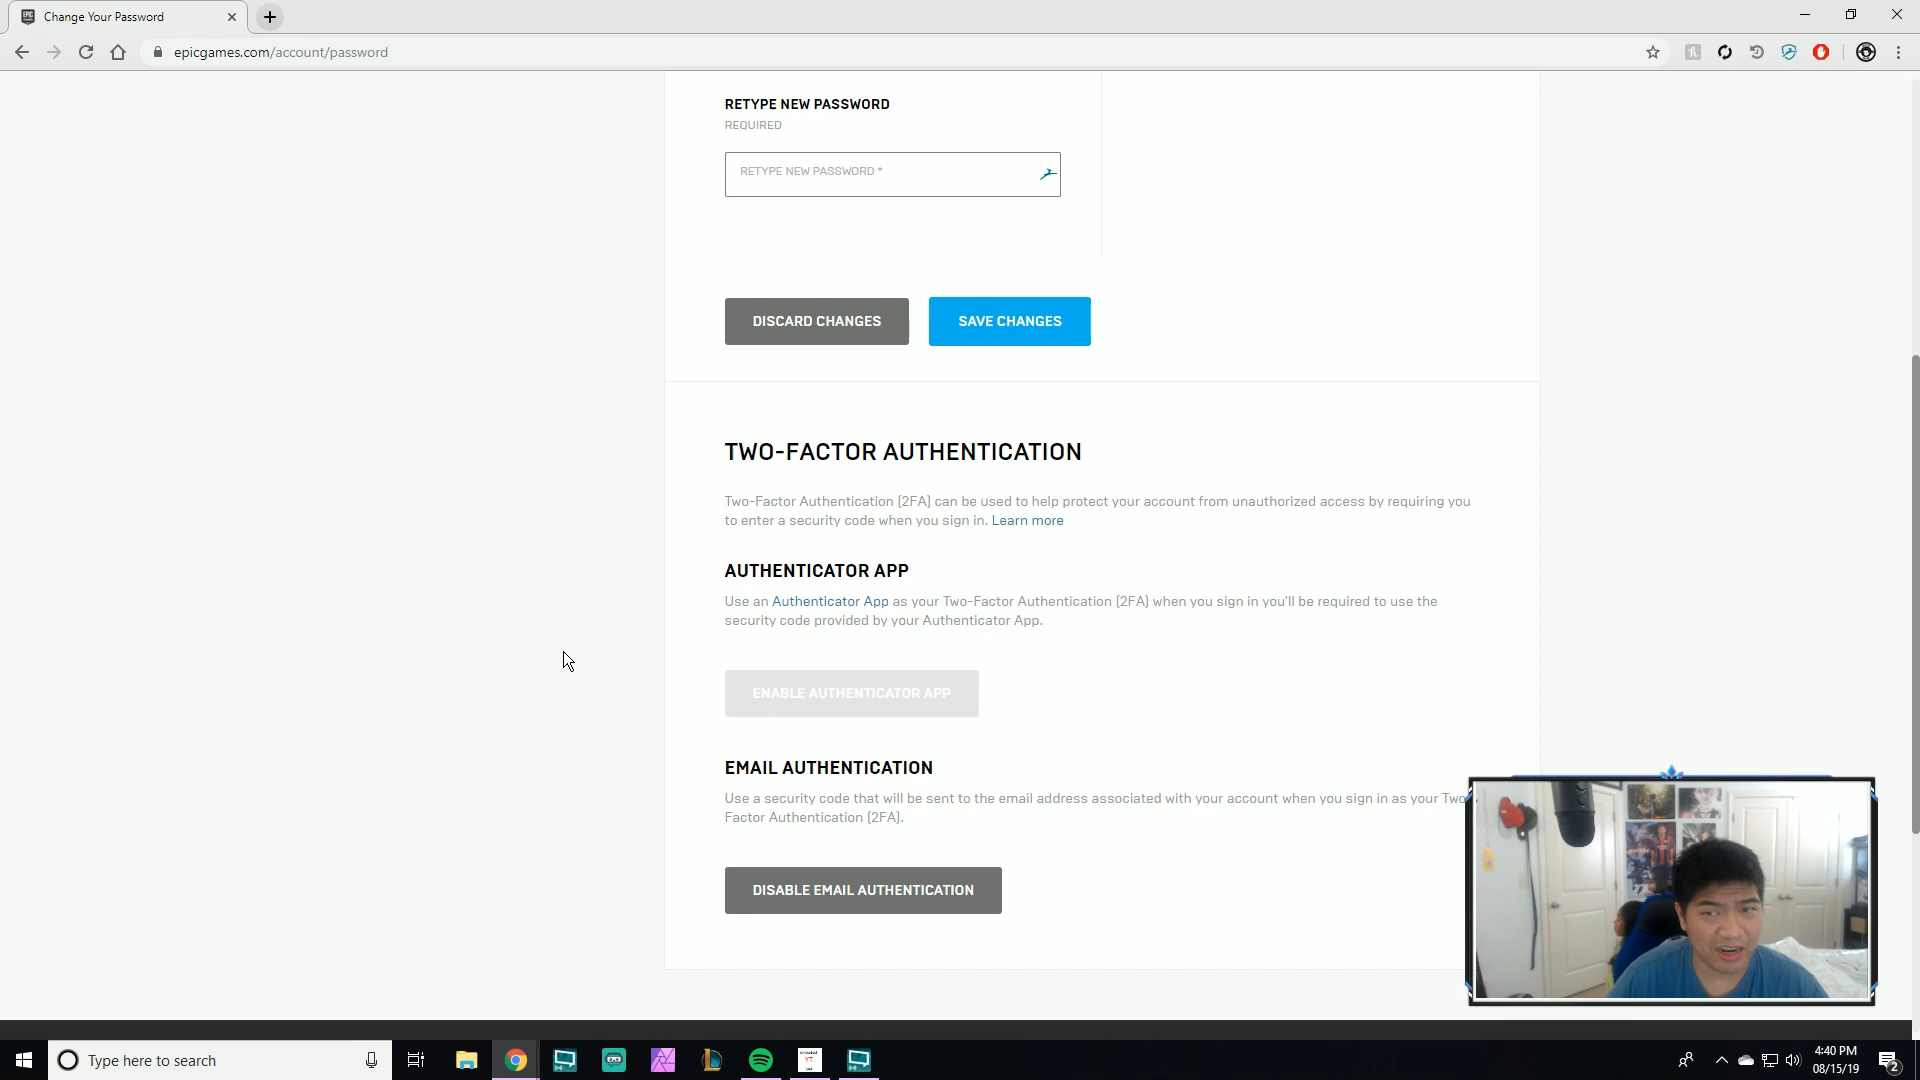 Change Your Password
epicgames.com/account/password
RETYPE NEW PASSWORD
REQUIRED
RETYPE NEW PASSWORD *
DISCARD CHANGES
SAVE CHANGES
TWO-FACTOR AUTHENTICATION
Two-Factor Authentication (2FA) can be used to help protect your account from unauthorized access by requiring you
to enter a security code when you sign in. Learn more
AUTHENTICATOR APP
Use an Authenticator App as your Two-Factor Authentication (2FA) when you sign in you'll be required to use the
security code provided by your Authenticator App.
ENABLE AUTHENTICATOR APP
EMAIL AUTHENTICATION
Use a security code that will be sent to the email address associated with your account when you sign in as your Two
Factor Authentication (2FA).
DISABLE EMAIL AUTHENTICATION
Type here to search
4:40 PM
08/15/19
2